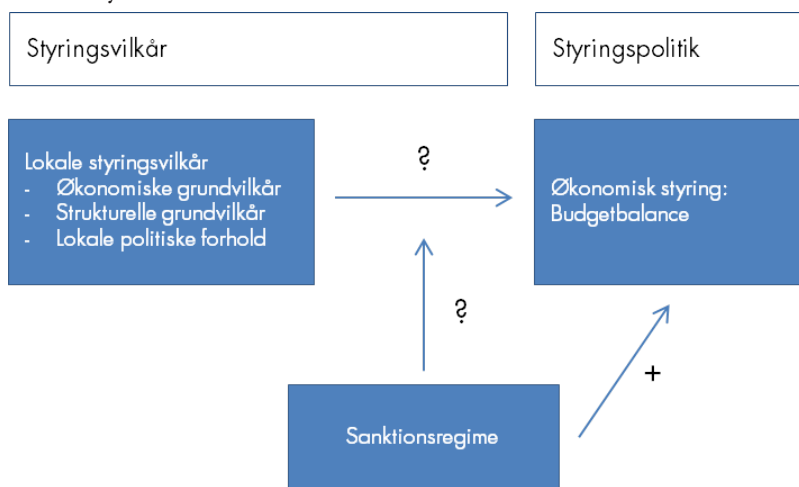 Styringsvilkår
Styringspolitik
Lokale styringsvilkår
- Økonomiske grundvilkår
- Strukturelle grundvilkår
- Lokale politiske forhold
?
Økonomisk styring:
Budgetbalance
?
+
Sanktionsregime